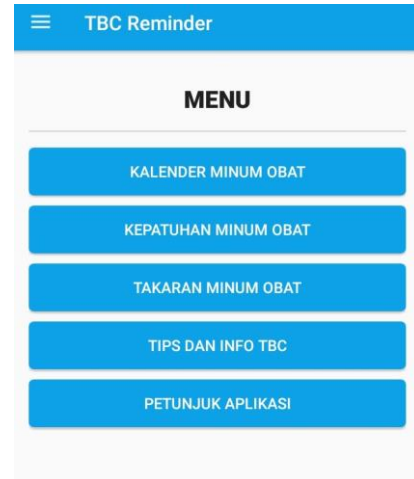 TBC Reminder
MENU
KALENDER MINUM OBAT
KEPATUHAN MINUM OBAT
TAKARAN MINUM OBAT
TIPS DAN INFO TBC
PETUNJUK APLIKASI